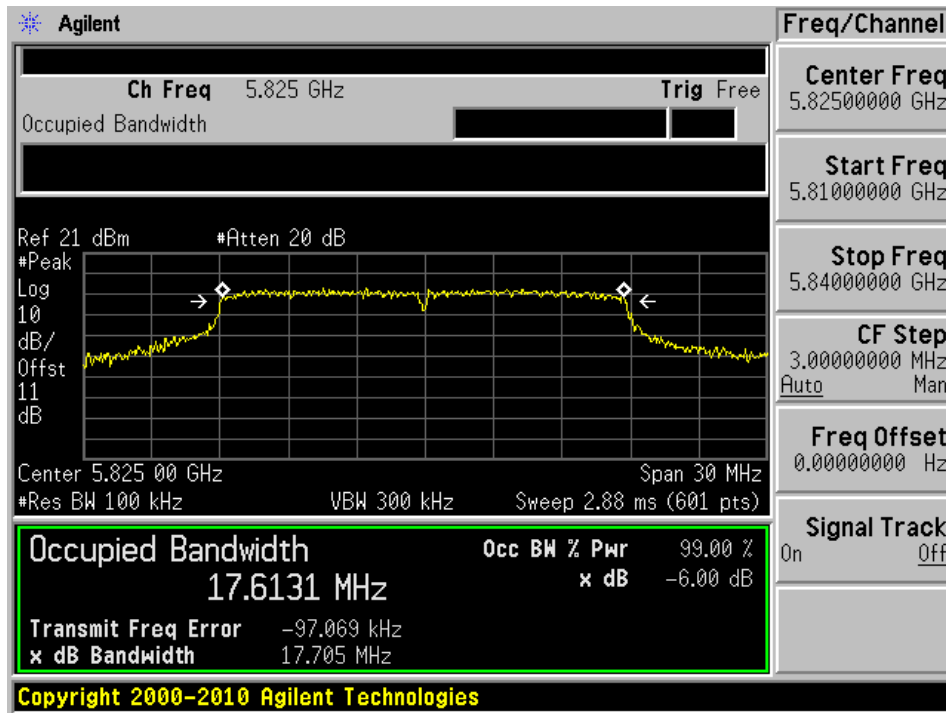 Agilent
Freq/Channel
Ch Freq 5.825 GHz Trig Free
Occupied Bandwidth
Center Freq
5.82500000 GHz
Start Freq
5.81000000 GHz
Stop Freq
5.84000000 GHz
CF Step
3.00000000 MHz
Auto Man
Freq Offset
0.00000000 Hz
Signal Track
On Off
Ref 21 dBm #Atten 20 dB
#Peak
Log
10
dB/
Offst
11
dB
Center 5.825 00 GHz Span 30 MHz
#Res BW 100 kHz VBW 300 kHz Sweep 2.88 ms (601 pts)
Occupied Bandwidth Occ BW % Pwr 99.00 %
17.6131 MHz x dB -6.00 dB
Transmit Freq Error -97.069 kHz
x dB Bandwidth 17.705 MHz
Copyright 2000-2010 Agilent Technologies